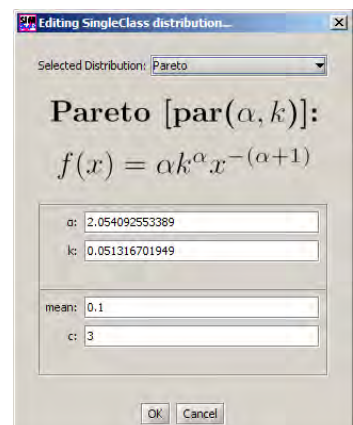 Editing SingleClass distribution...
Selected Distribution: Pareto
Pareto [par(α, k)]:
f(x) = αk^α x^−(α+1)
α: 2.054092553389
k: 0.051316701949
mean: 0.1
c: 3
OK Cancel